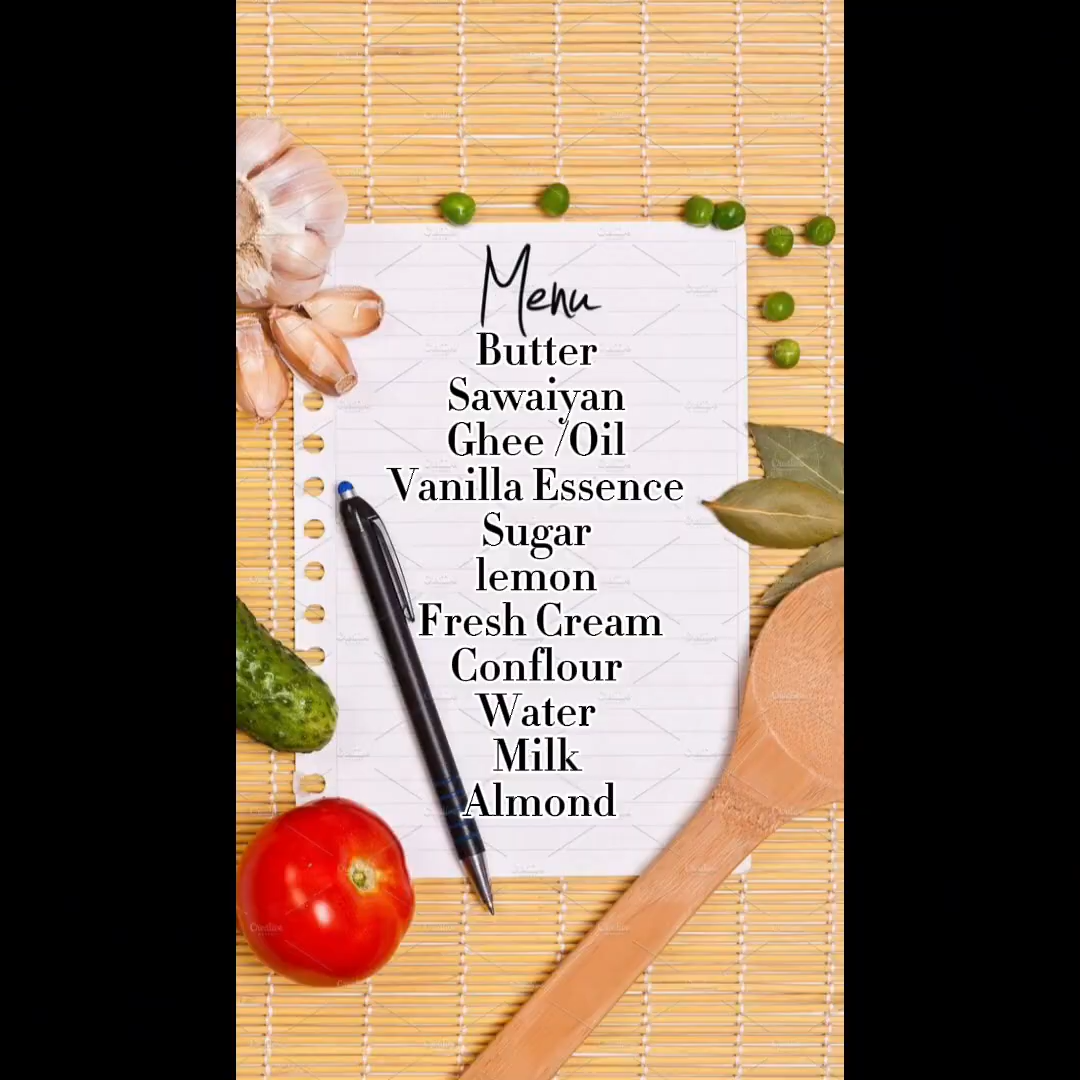 Menu
Butter
Sawaiyan
Ghee /Oil
Vanilla Essence
Sugar
lemon
Fresh Cream
Conflour
Water
Milk
Almond